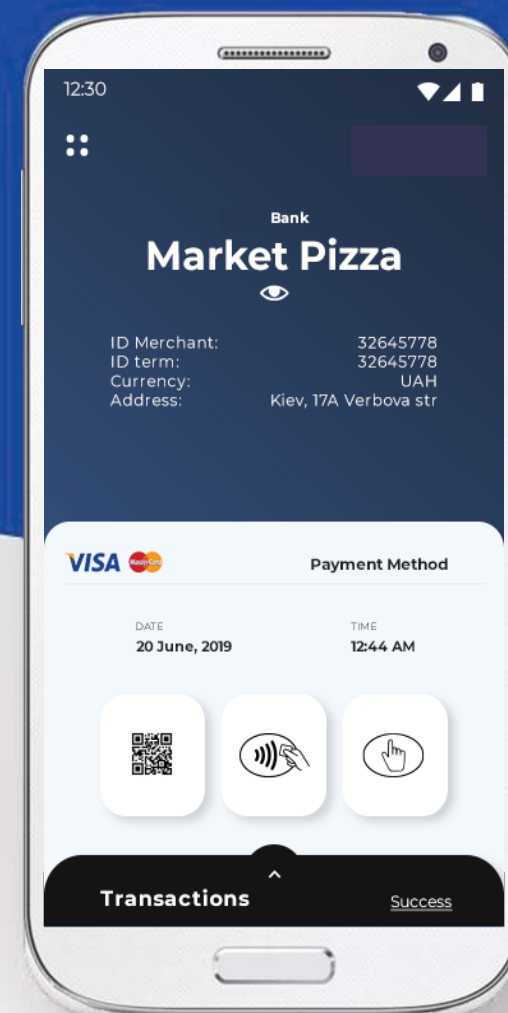 12:30
Bank
Market Pizza
ID Merchant: 32645778
ID term: 32645778
Currency: UAH
Address: Kiev, 17A Verbova str
VISA MasterCard Payment Method
DATE TIME
20 June, 2019 12:44 AM
Transactions Success